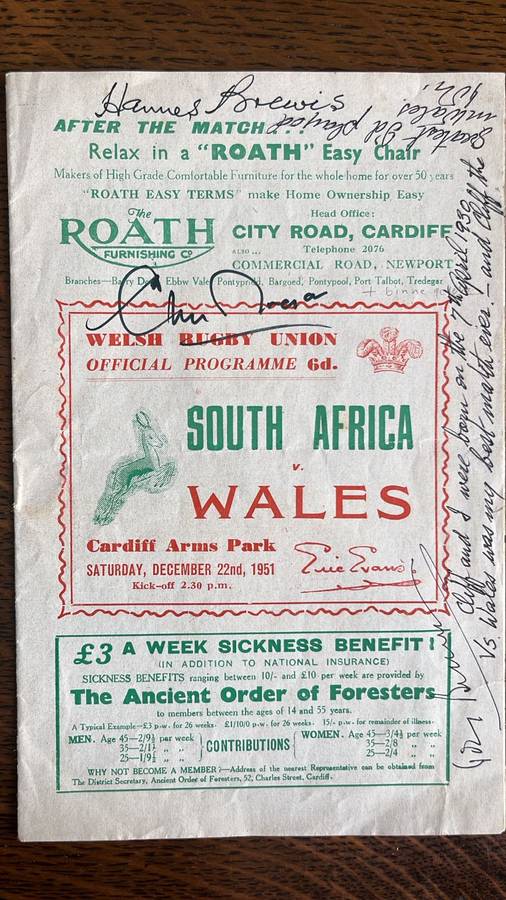 Hannes Brewis
AFTER THE MATCH...
Relax in a "ROATH" Easy Chair
Makers of High Grade Comfortable Furniture for the whole home for over 50 years
"ROATH EASY TERMS" make Home Ownership Easy
The
ROATH
FURNISHING Co
Head Office:
CITY ROAD, CARDIFF
ALSO ... Telephone 2076
COMMERCIAL ROAD, NEWPORT
Branches—Barry Dock, Ebbw Vale, Pontypridd, Bargoed, Pontypool, Port Talbot, Tredegar
WELSH RUGBY UNION
OFFICIAL PROGRAMME 6d.
SOUTH AFRICA
v.
WALES
Cardiff Arms Park
SATURDAY, DECEMBER 22nd, 1951
Kick-off 2.30 p.m.
£3 A WEEK SICKNESS BENEFIT!
(IN ADDITION TO NATIONAL INSURANCE)
SICKNESS BENEFITS ranging between 10/- and £10 per week are provided by
The Ancient Order of Foresters
to members between the ages of 14 and 55 years.
A Typical Example—£3 p.w. for 26 weeks. £1/10/0 p.w. for 26 weeks. 15/- p.w. for remainder of illness.
MEN. Age 45—2/9½ per week
35—2/1½ „ „
25—1/9½ „ „
CONTRIBUTIONS
WOMEN. Age 45—3/4½ per week
35—2/8 „ „
25—2/4 „ „
WHY NOT BECOME A MEMBER?—Address of the nearest Representative can be obtained from
The District Secretary, Ancient Order of Foresters, 52, Charles Street, Cardiff.
Eric Evans
Cliff and I were born on the 7th April 1930
Vs Wales was my best match ever – and Cliff the
greatest I'd played